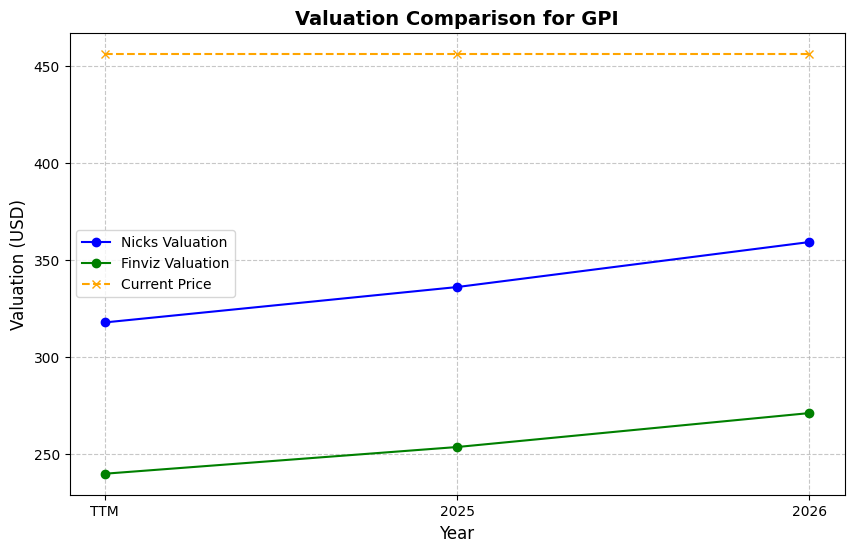 Valuation Comparison for GPI
Valuation (USD)
450
400
350
300
250
Nicks Valuation
Finviz Valuation
Current Price
TTM
2025
2026
Year